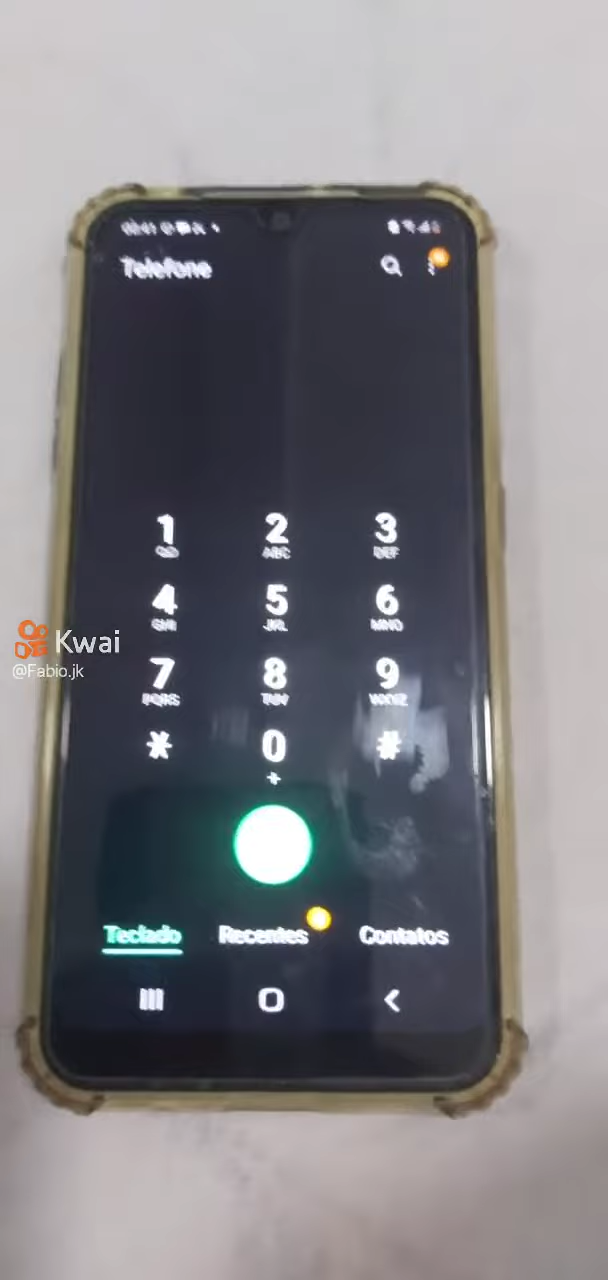 Telefone
1 2 3
ABC DEF
4 5 6
GHI JKL MNO
7 8 9
PQRS TUV WXYZ
* 0 #
+
Kwai
@Fabio.jk
Teclado Recentes Contatos